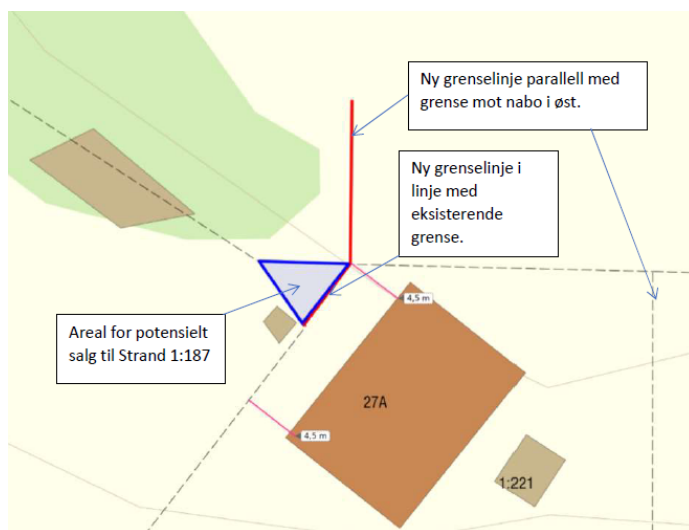 Ny grenselinje parallell med
grense mot nabo i øst.
Ny grenselinje i
linje med
eksisterende
grense.
Areal for potensielt
salg til Strand 1:187
4,5 m
27A
4,5 m
1:221